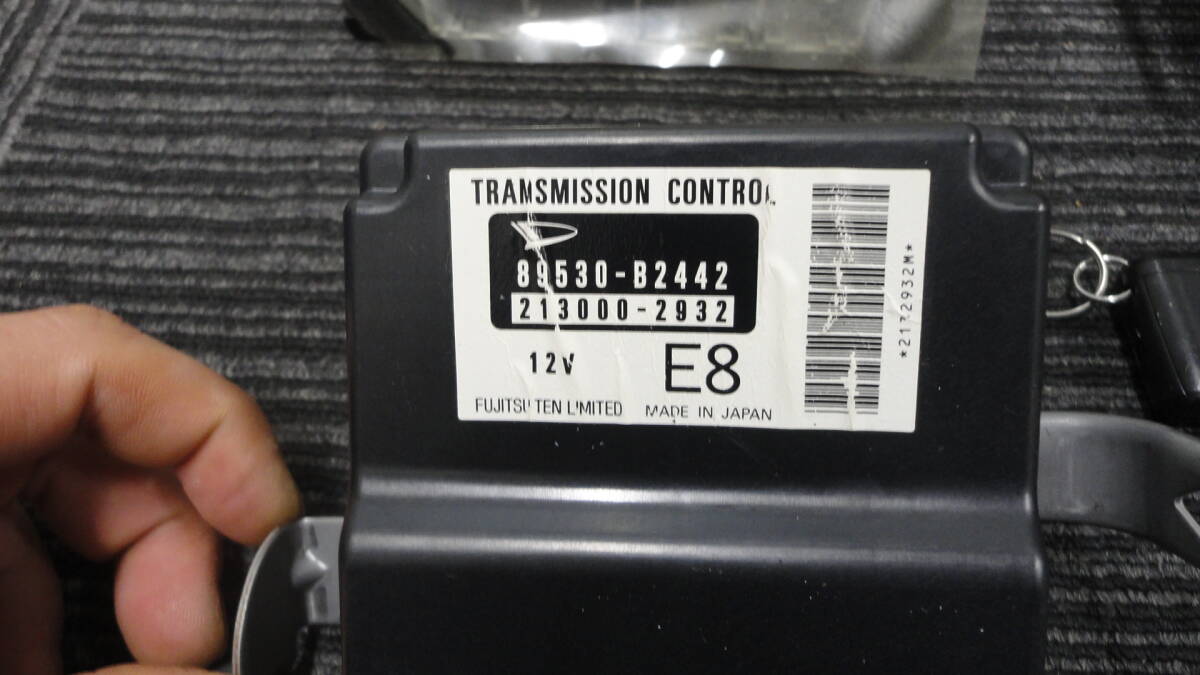 TRANSMISSION CONTROL
89530-B2442
213000-2932
12V
E8
FUJITSU TEN LIMITED
MADE IN JAPAN